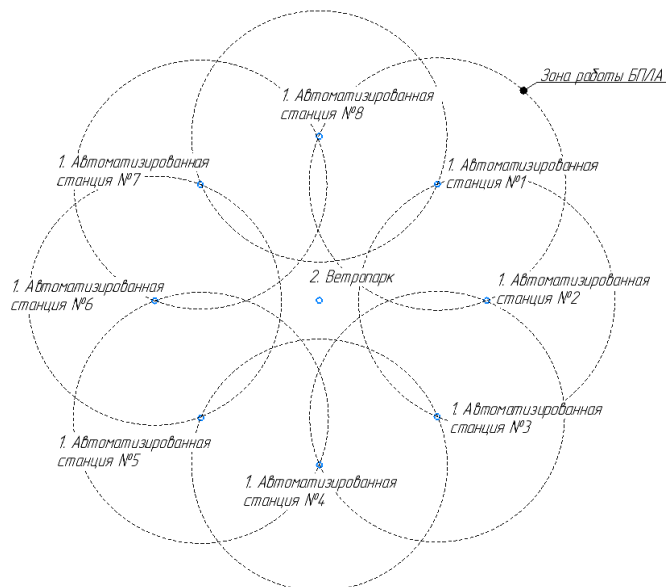 Зона работы БПЛА
1. Автоматизированная
станция №8
1. Автоматизированная
станция №7
1. Автоматизированная
станция №1
2. Ветропарк
1. Автоматизированная
станция №6
1. Автоматизированная
станция №2
1. Автоматизированная
станция №3
1. Автоматизированная
станция №5
1. Автоматизированная
станция №4